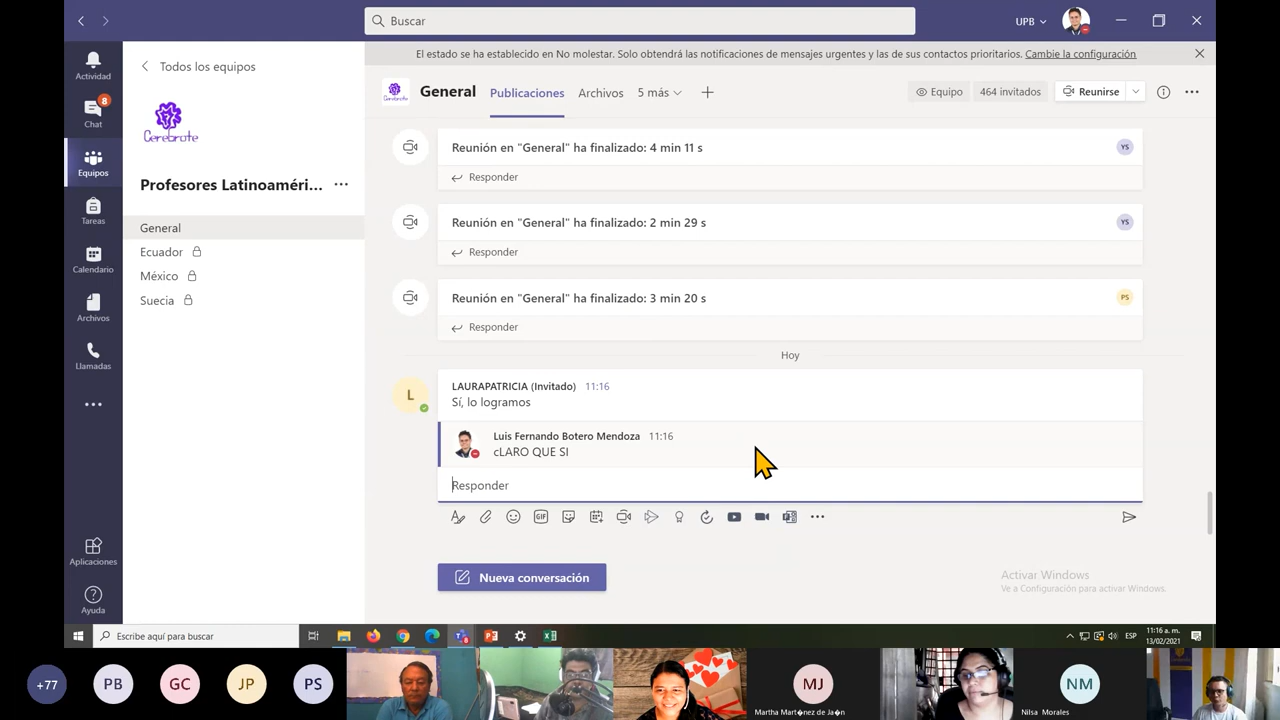 Buscar
UPB
El estado se ha establecido en No molestar. Solo obtendrá las notificaciones de mensajes urgentes y las de sus contactos prioritarios. Cambie la configuración
Actividad
8
Chat
Equipos
Tareas
Calendario
Archivos
Llamadas
Aplicaciones
Ayuda
Todos los equipos
Cerebrote
Profesores Latinoaméri...
General
Ecuador
México
Suecia
Cerebrote
General
Publicaciones
Archivos
5 más
Equipo
464 invitados
Reunirse
Reunión en "General" ha finalizado: 4 min 11 s
YS
Responder
Reunión en "General" ha finalizado: 2 min 29 s
YS
Responder
Reunión en "General" ha finalizado: 3 min 20 s
PS
Responder
Hoy
L
LAURAPATRICIA (Invitado) 11:16
Sí, lo logramos
Luis Fernando Botero Mendoza 11:16
cLARO QUE SI
Responder
GIF
Nueva conversación
Activar Windows
Ve a Configuración para activar Windows.
Escribe aquí para buscar
ESP
11:16 a. m.
13/02/2021
+77
PB
GC
JP
PS
MJ
Martha Mart�nez de Ja�n
NM
Nilsa Morales